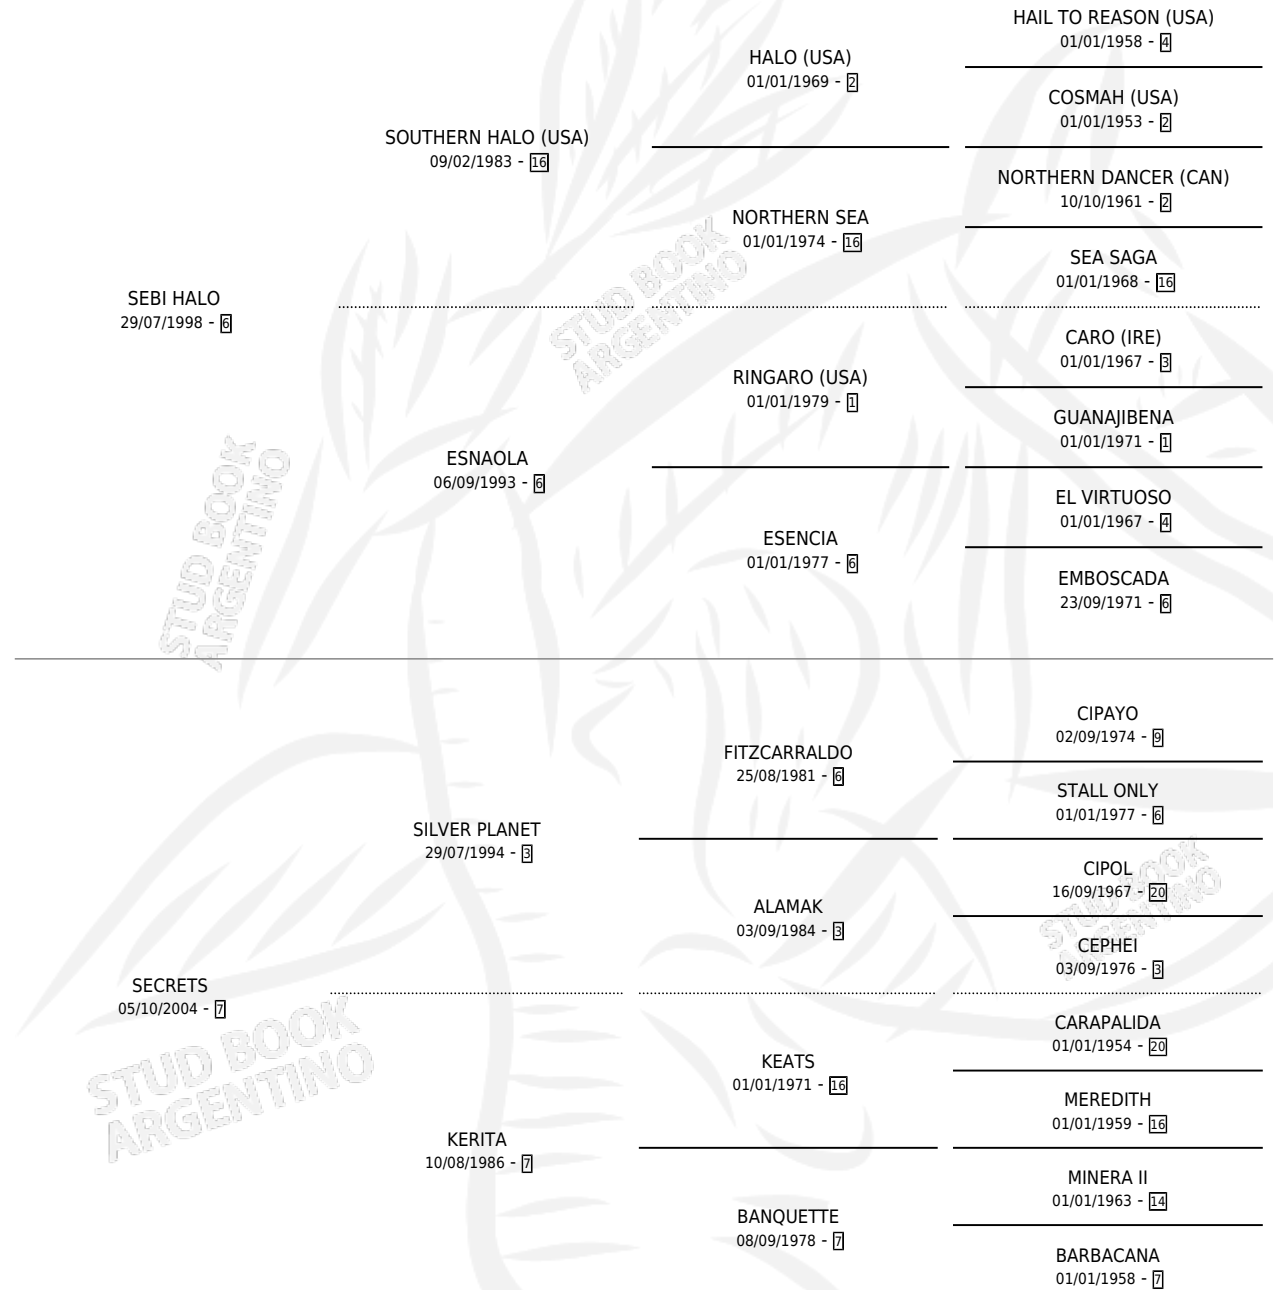 HAIL TO REASON (USA)
01/01/1958 - 4
HALO (USA)
01/01/1969 - 2
COSMAH (USA)
01/01/1953 - 2
SOUTHERN HALO (USA)
09/02/1983 - 16
NORTHERN DANCER (CAN)
10/10/1961 - 2
NORTHERN SEA
01/01/1974 - 16
SEA SAGA
01/01/1968 - 16
SEBI HALO
29/07/1998 - 6
CARO (IRE)
01/01/1967 - 3
RINGARO (USA)
01/01/1979 - 1
GUANAJIBENA
01/01/1971 - 1
ESNAOLA
06/09/1993 - 6
EL VIRTUOSO
01/01/1967 - 4
ESENCIA
01/01/1977 - 6
EMBOSCADA
23/09/1971 - 6
STUD BOOK
ARGENTINO
STUD BOOK
ARGENTINO
CIPAYO
02/09/1974 - 9
FITZCARRALDO
25/08/1981 - 6
STALL ONLY
01/01/1977 - 6
SILVER PLANET
29/07/1994 - 3
CIPOL
16/09/1967 - 20
ALAMAK
03/09/1984 - 3
CEPHEI
03/09/1976 - 3
STUD BOOK
ARGENTINO
SECRETS
05/10/2004 - 7
CARAPALIDA
01/01/1954 - 20
KEATS
01/01/1971 - 16
MEREDITH
01/01/1959 - 16
KERITA
10/08/1986 - 7
MINERA II
01/01/1963 - 14
BANQUETTE
08/09/1978 - 7
BARBACANA
01/01/1958 - 7
STUD BOOK
ARGENTINO